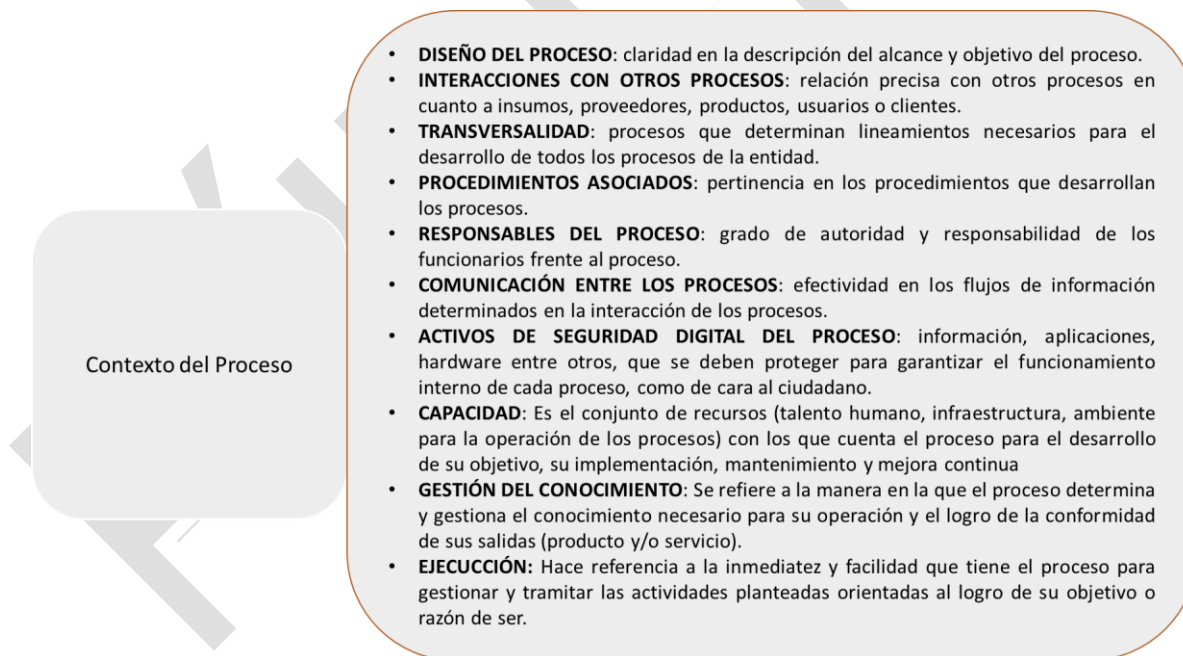 Contexto del Proceso
• DISEÑO DEL PROCESO: claridad en la descripción del alcance y objetivo del proceso.
• INTERACCIONES CON OTROS PROCESOS: relación precisa con otros procesos en
cuanto a insumos, proveedores, productos, usuarios o clientes.
• TRANSVERSALIDAD: procesos que determinan lineamientos necesarios para el
desarrollo de todos los procesos de la entidad.
• PROCEDIMIENTOS ASOCIADOS: pertinencia en los procedimientos que desarrollan
los procesos.
• RESPONSABLES DEL PROCESO: grado de autoridad y responsabilidad de los
funcionarios frente al proceso.
• COMUNICACIÓN ENTRE LOS PROCESOS: efectividad en los flujos de información
determinados en la interacción de los procesos.
• ACTIVOS DE SEGURIDAD DIGITAL DEL PROCESO: información, aplicaciones,
hardware entre otros, que se deben proteger para garantizar el funcionamiento
interno de cada proceso, como de cara al ciudadano.
• CAPACIDAD: Es el conjunto de recursos (talento humano, infraestructura, ambiente
para la operación de los procesos) con los que cuenta el proceso para el desarrollo
de su objetivo, su implementación, mantenimiento y mejora continua
• GESTIÓN DEL CONOCIMIENTO: Se refiere a la manera en la que el proceso determina
y gestiona el conocimiento necesario para su operación y el logro de la conformidad
de sus salidas (producto y/o servicio).
• EJECUCCIÓN: Hace referencia a la inmediatez y facilidad que tiene el proceso para
gestionar y tramitar las actividades planteadas orientadas al logro de su objetivo o
razón de ser.